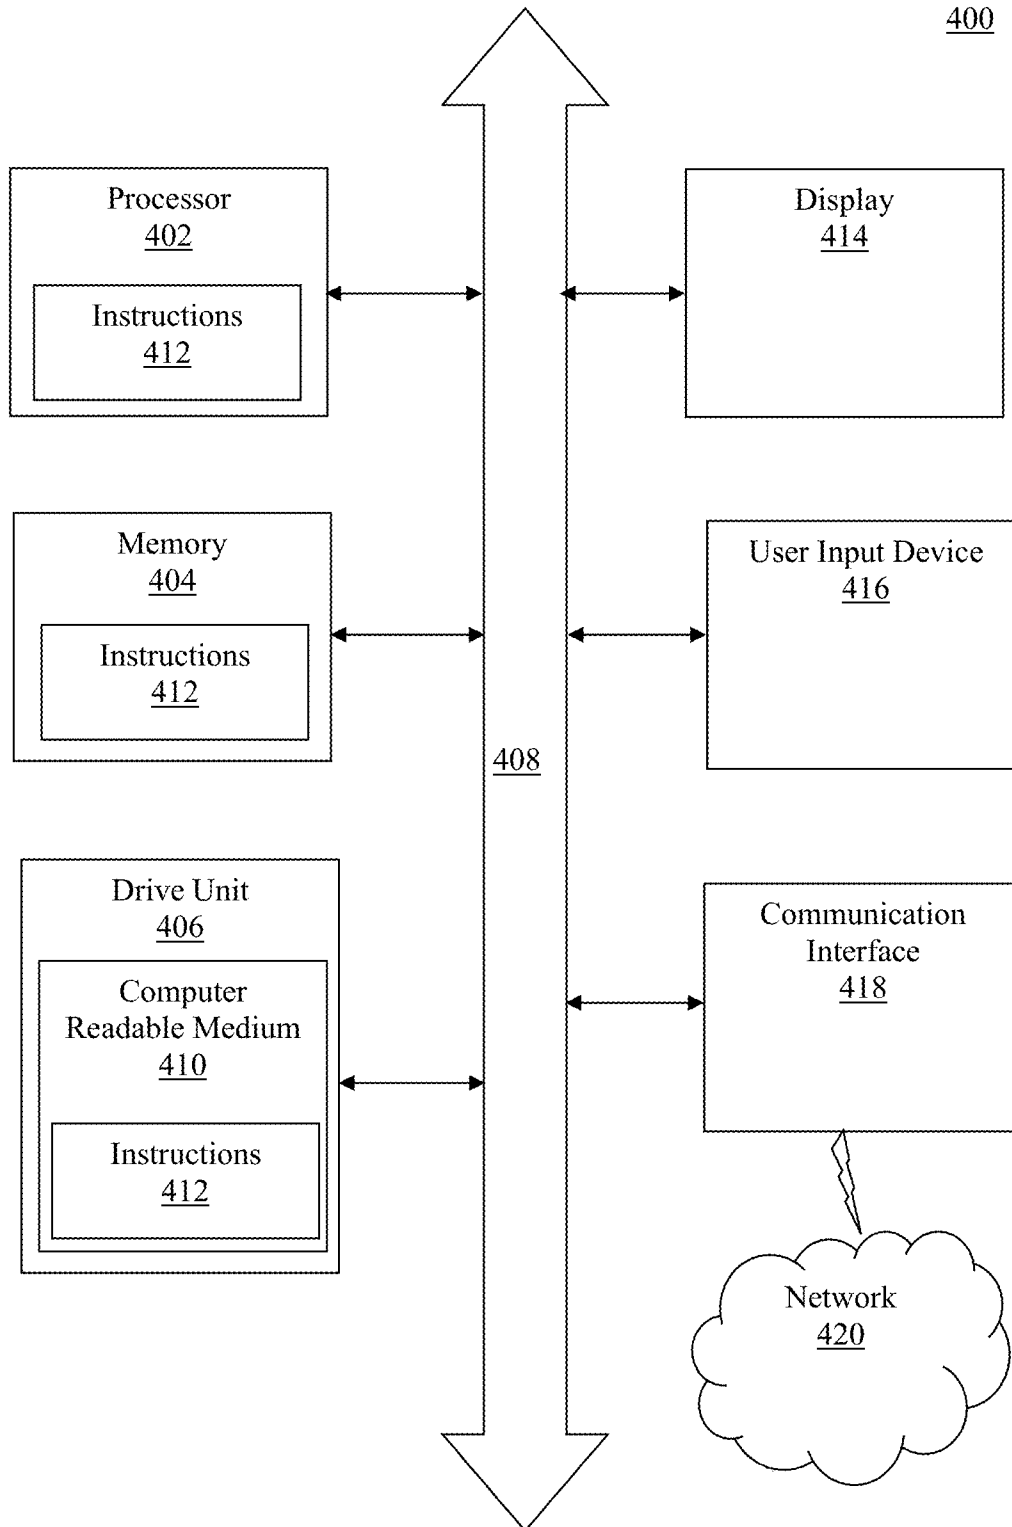 400
Processor
402
Instructions
412
Memory
404
Instructions
412
Drive Unit
406
Computer
Readable Medium
410
Instructions
412
408
Display
414
User Input Device
416
Communication
Interface
418
Network
420